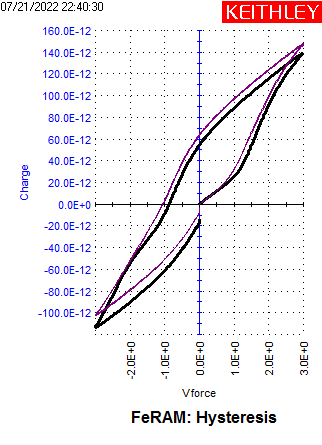 07/21/2022 22:40:30
KEITHLEY
160.0E-12
140.0E-12
120.0E-12
100.0E-12
80.0E-12
60.0E-12
40.0E-12
20.0E-12
0.0E+0
-20.0E-12
-40.0E-12
-60.0E-12
-80.0E-12
-100.0E-12
Charge
-2.0E+0
-1.0E+0
0.0E+0
1.0E+0
2.0E+0
3.0E+0
Vforce
FeRAM: Hysteresis